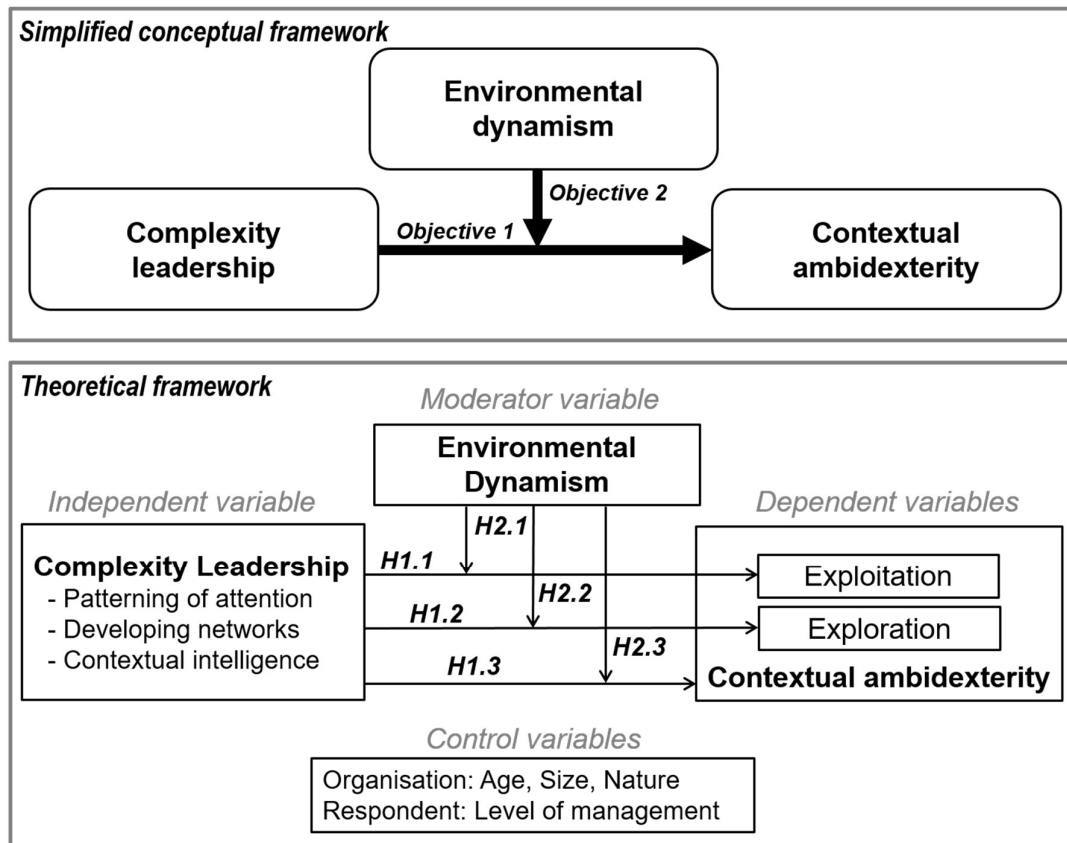 Simplified conceptual framework
Environmental
dynamism
Objective 2
Complexity
leadership
Objective 1
Contextual
ambidexterity
Theoretical framework
Moderator variable
Environmental
Dynamism
Independent variable
Dependent variables
H2.1
Complexity Leadership
- Patterning of attention
- Developing networks
- Contextual intelligence
H1.1
H2.2
H1.2
H2.3
H1.3
Exploitation
Exploration
Contextual ambidexterity
Control variables
Organisation: Age, Size, Nature
Respondent: Level of management